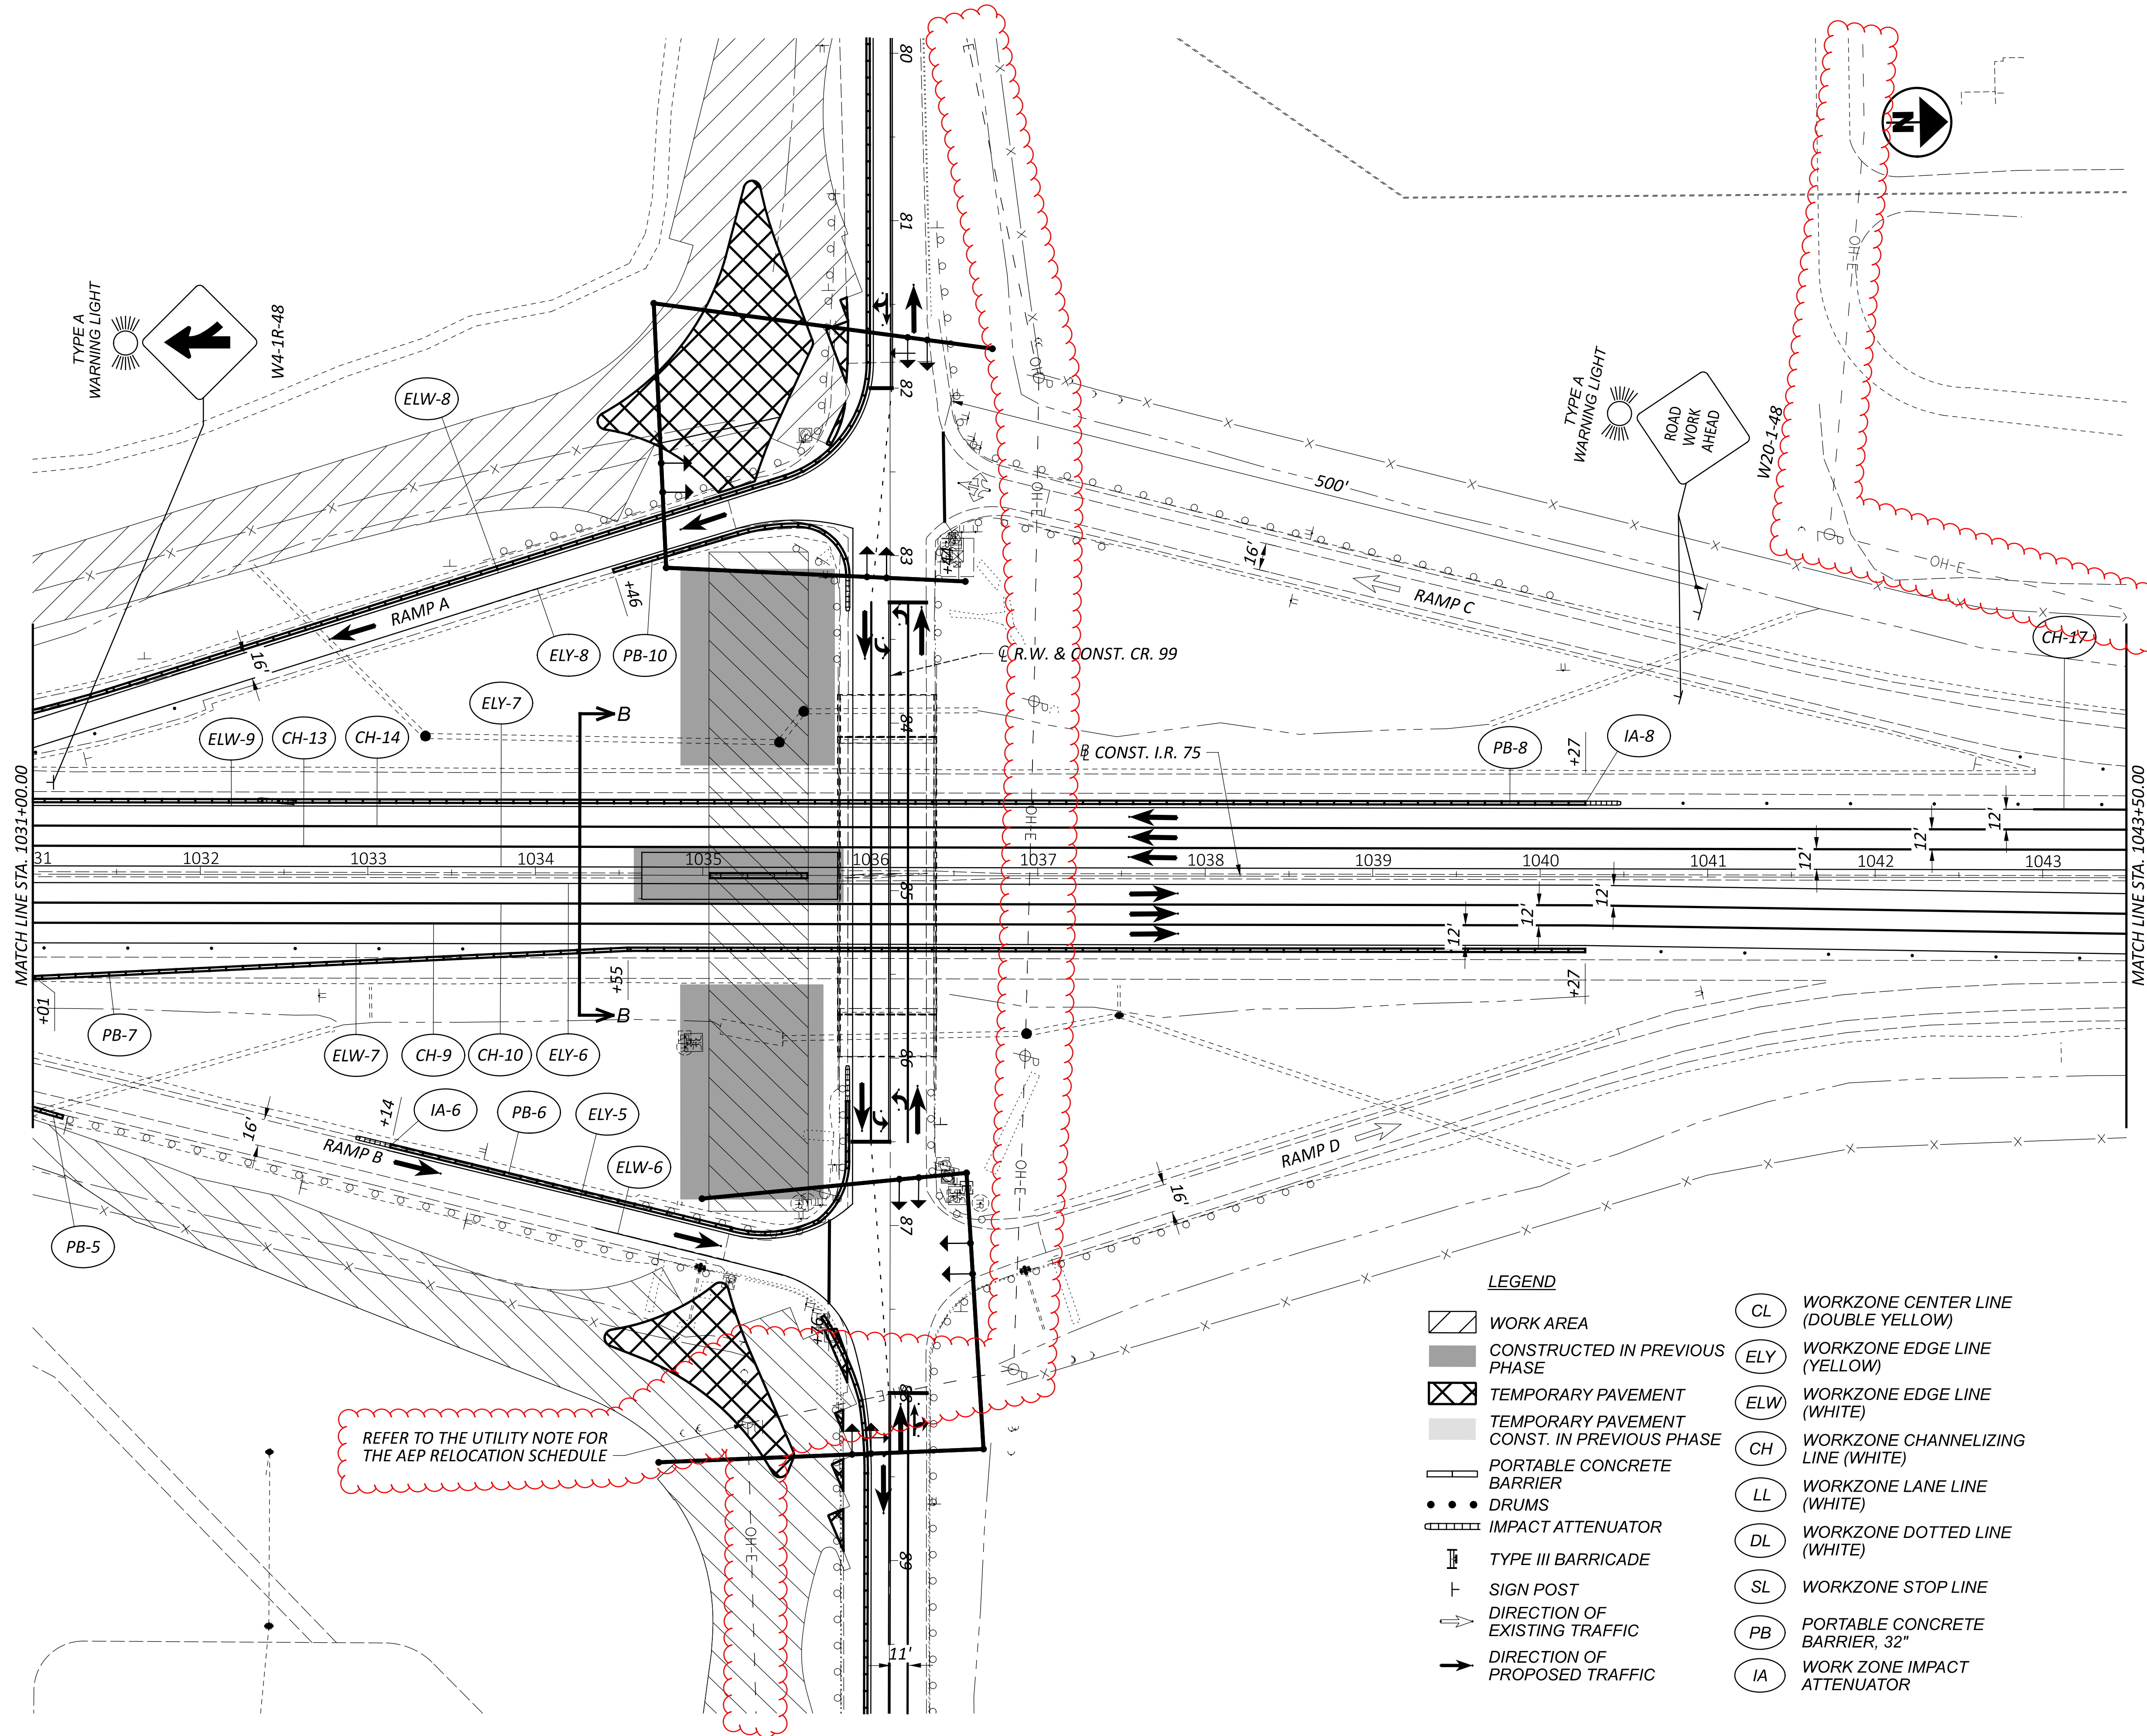 80
81
82
83
84
85
86
87
88
89
N
TYPE A
WARNING LIGHT
W4-1R-48
ELW-8
TYPE A
WARNING LIGHT
ROAD
WORK
AHEAD
W20-1-48
500'
OH-E
OH-E
OH-E
OH-E
OH-E
OH-E
+44
16'
RAMP C
RAMP A
+46
16'
ELY-8
PB-10
℄ R.W. & CONST. CR. 99
CH-17
ELY-7
ELW-9
CH-13
CH-14
B
℄ CONST. I.R. 75
PB-8
+27
IA-8
MATCH LINE STA. 1031+00.00
MATCH LINE STA. 1043+50.00
12'
12'
12'
31
1032
1033
1034
1035
1036
1037
1038
1039
1040
1041
1042
1043
12'
12'
12'
+01
+55
+27
B
PB-7
ELW-7
CH-9
CH-10
ELY-6
+14
IA-6
PB-6
ELY-5
16'
RAMP B
ELW-6
RAMP D
16'
PB-5
REFER TO THE UTILITY NOTE FOR
THE AEP RELOCATION SCHEDULE
11'
LEGEND
WORK AREA
CONSTRUCTED IN PREVIOUS
PHASE
TEMPORARY PAVEMENT
TEMPORARY PAVEMENT
CONST. IN PREVIOUS PHASE
PORTABLE CONCRETE
BARRIER
DRUMS
IMPACT ATTENUATOR
TYPE III BARRICADE
SIGN POST
DIRECTION OF
EXISTING TRAFFIC
DIRECTION OF
PROPOSED TRAFFIC
CL WORKZONE CENTER LINE
(DOUBLE YELLOW)
ELY WORKZONE EDGE LINE
(YELLOW)
ELW WORKZONE EDGE LINE
(WHITE)
CH WORKZONE CHANNELIZING
LINE (WHITE)
LL WORKZONE LANE LINE
(WHITE)
DL WORKZONE DOTTED LINE
(WHITE)
SL WORKZONE STOP LINE
PB PORTABLE CONCRETE
BARRIER, 32"
IA WORK ZONE IMPACT
ATTENUATOR